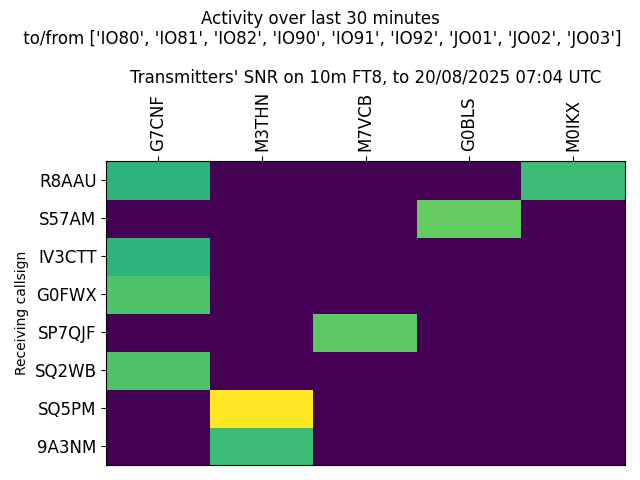 Activity over last 30 minutes
to/from ['IO80', 'IO81', 'IO82', 'IO90', 'IO91', 'IO92', 'JO01', 'JO02', 'JO03']
Transmitters' SNR on 10m FT8, to 20/08/2025 07:04 UTC
G7CNF
M3THN
M7VCB
G0BLS
M0IKX
Receiving callsign
R8AAU
S57AM
IV3CTT
G0FWX
SP7QJF
SQ2WB
SQ5PM
9A3NM